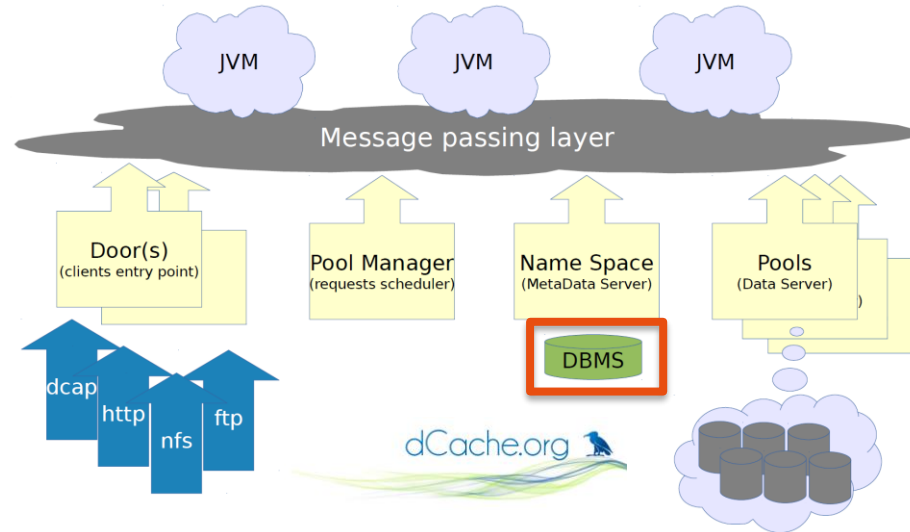 JVM
JVM
JVM
Message passing layer
Door(s)
(clients entry point)
Pool Manager
(requests scheduler)
Name Space
(MetaData Server)
Pools
(Data Server)
)
DBMS
dcap
http
nfs
ftp
dCache.org